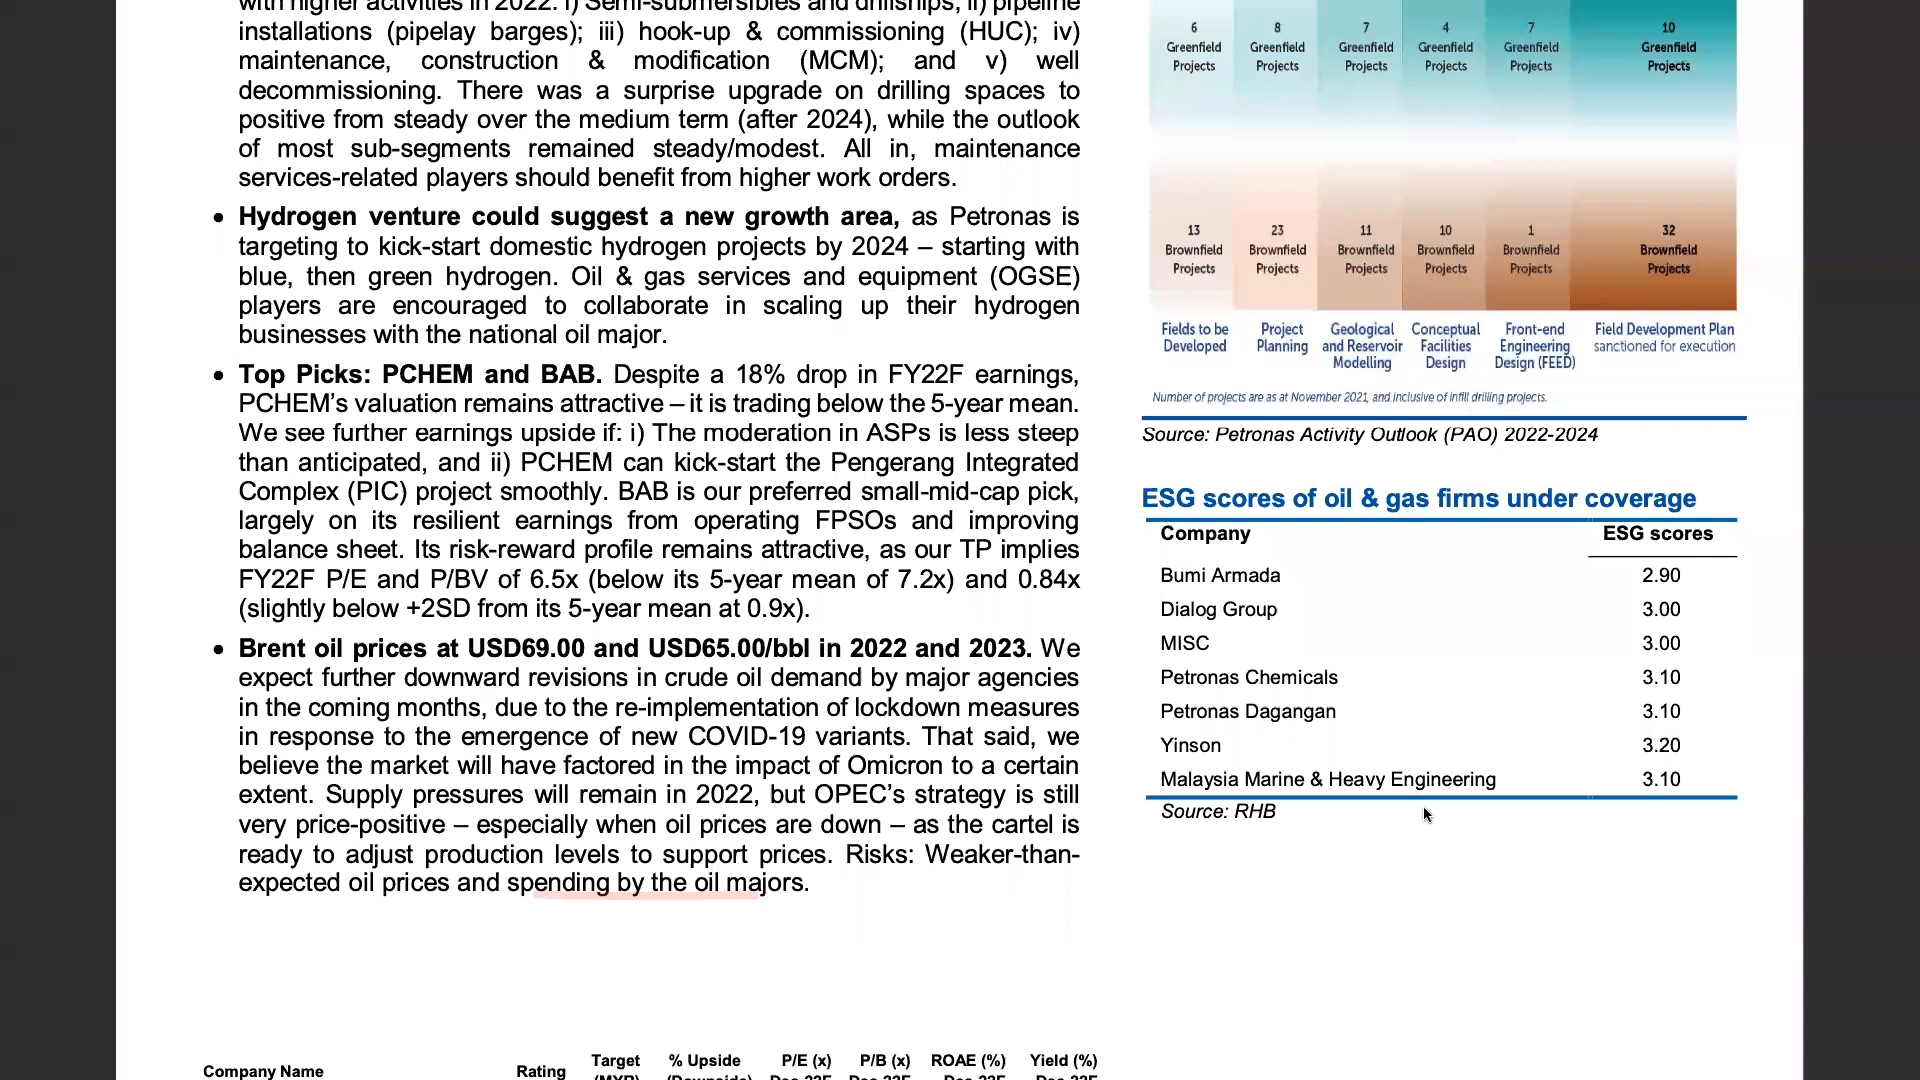 with higher activities in 2022: i) Semi-submersibles and drillships; ii) pipeline
installations (pipelay barges); iii) hook-up & commissioning (HUC); iv)
maintenance, construction & modification (MCM); and v) well
decommissioning. There was a surprise upgrade on drilling spaces to
positive from steady over the medium term (after 2024), while the outlook
of most sub-segments remained steady/modest. All in, maintenance
services-related players should benefit from higher work orders.
• Hydrogen venture could suggest a new growth area, as Petronas is
targeting to kick-start domestic hydrogen projects by 2024 – starting with
blue, then green hydrogen. Oil & gas services and equipment (OGSE)
players are encouraged to collaborate in scaling up their hydrogen
businesses with the national oil major.
• Top Picks: PCHEM and BAB. Despite a 18% drop in FY22F earnings,
PCHEM’s valuation remains attractive – it is trading below the 5-year mean.
We see further earnings upside if: i) The moderation in ASPs is less steep
than anticipated, and ii) PCHEM can kick-start the Pengerang Integrated
Complex (PIC) project smoothly. BAB is our preferred small-mid-cap pick,
largely on its resilient earnings from operating FPSOs and improving
balance sheet. Its risk-reward profile remains attractive, as our TP implies
FY22F P/E and P/BV of 6.5x (below its 5-year mean of 7.2x) and 0.84x
(slightly below +2SD from its 5-year mean at 0.9x).
• Brent oil prices at USD69.00 and USD65.00/bbl in 2022 and 2023. We
expect further downward revisions in crude oil demand by major agencies
in the coming months, due to the re-implementation of lockdown measures
in response to the emergence of new COVID-19 variants. That said, we
believe the market will have factored in the impact of Omicron to a certain
extent. Supply pressures will remain in 2022, but OPEC’s strategy is still
very price-positive – especially when oil prices are down – as the cartel is
ready to adjust production levels to support prices. Risks: Weaker-than-
expected oil prices and spending by the oil majors.
6 8 7 4 7 10
Greenfield Greenfield Greenfield Greenfield Greenfield Greenfield
Projects Projects Projects Projects Projects Projects
13 23 11 10 1 32
Brownfield Brownfield Brownfield Brownfield Brownfield Brownfield
Projects Projects Projects Projects Projects Projects
Fields to be Project Geological Conceptual Front-end Field Development Plan
Developed Planning and Reservoir Facilities Engineering sanctioned for execution
Modelling Design Design (FEED)
Number of projects are as at November 2021, and inclusive of infill drilling projects.
Source: Petronas Activity Outlook (PAO) 2022-2024
ESG scores of oil & gas firms under coverage
Company ESG scores
Bumi Armada 2.90
Dialog Group 3.00
MISC 3.00
Petronas Chemicals 3.10
Petronas Dagangan 3.10
Yinson 3.20
Malaysia Marine & Heavy Engineering 3.10
Source: RHB
Target % Upside P/E (x) P/B (x) ROAE (%) Yield (%)
Company Name Rating (MYR) (Downside) Dec-22F Dec-22F Dec-22F Dec-22F